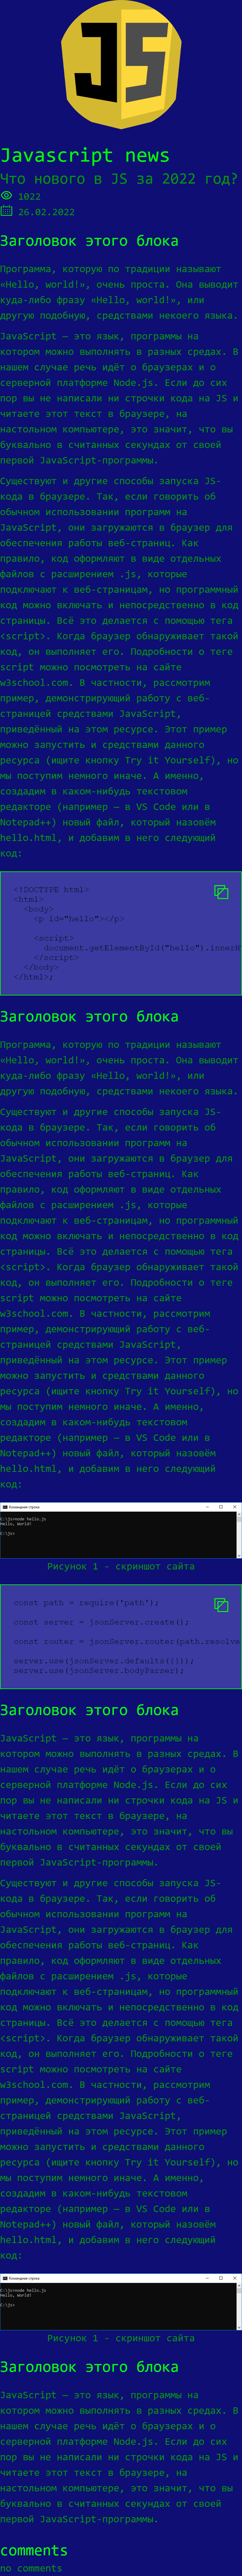 JS
Javascript news
Что нового в JS за 2022 год?
1022
26.02.2022
Заголовок этого блока
Программа, которую по традиции называют
«Hello, world!», очень проста. Она выводит
куда-либо фразу «Hello, world!», или
другую подобную, средствами некоего языка.
JavaScript — это язык, программы на
котором можно выполнять в разных средах. В
нашем случае речь идёт о браузерах и о
серверной платформе Node.js. Если до сих
пор вы не написали ни строчки кода на JS и
читаете этот текст в браузере, на
настольном компьютере, это значит, что вы
буквально в считанных секундах от своей
первой JavaScript-программы.
Существуют и другие способы запуска JS-
кода в браузере. Так, если говорить об
обычном использовании программ на
JavaScript, они загружаются в браузер для
обеспечения работы веб-страниц. Как
правило, код оформляют в виде отдельных
файлов с расширением .js, которые
подключают к веб-страницам, но программный
код можно включать и непосредственно в код
страницы. Всё это делается с помощью тега
<script>. Когда браузер обнаруживает такой
код, он выполняет его. Подробности о теге
script можно посмотреть на сайте
w3school.com. В частности, рассмотрим
пример, демонстрирующий работу с веб-
страницей средствами JavaScript,
приведённый на этом ресурсе. Этот пример
можно запустить и средствами данного
ресурса (ищите кнопку Try it Yourself), но
мы поступим немного иначе. А именно,
создадим в каком-нибудь текстовом
редакторе (например — в VS Code или в
Notepad++) новый файл, который назовём
hello.html, и добавим в него следующий
код:
<!DOCTYPE html>
<html>
<body>
<p id="hello"></p>
<script>
document.getElementById("hello").innerH
</script>
</body>
</html>;
Заголовок этого блока
Программа, которую по традиции называют
«Hello, world!», очень проста. Она выводит
куда-либо фразу «Hello, world!», или
другую подобную, средствами некоего языка.
Существуют и другие способы запуска JS-
кода в браузере. Так, если говорить об
обычном использовании программ на
JavaScript, они загружаются в браузер для
обеспечения работы веб-страниц. Как
правило, код оформляют в виде отдельных
файлов с расширением .js, которые
подключают к веб-страницам, но программный
код можно включать и непосредственно в код
страницы. Всё это делается с помощью тега
<script>. Когда браузер обнаруживает такой
код, он выполняет его. Подробности о теге
script можно посмотреть на сайте
w3school.com. В частности, рассмотрим
пример, демонстрирующий работу с веб-
страницей средствами JavaScript,
приведённый на этом ресурсе. Этот пример
можно запустить и средствами данного
ресурса (ищите кнопку Try it Yourself), но
мы поступим немного иначе. А именно,
создадим в каком-нибудь текстовом
редакторе (например — в VS Code или в
Notepad++) новый файл, который назовём
hello.html, и добавим в него следующий
код:
Командная строка
C:\js>node hello.js
Hello, World!
C:\js>
Рисунок 1 - скриншот сайта
const path = require('path');
const server = jsonServer.create();
const router = jsonServer.router(path.resolve
server.use(jsonServer.defaults({}));
server.use(jsonServer.bodyParser);
Заголовок этого блока
JavaScript — это язык, программы на
котором можно выполнять в разных средах. В
нашем случае речь идёт о браузерах и о
серверной платформе Node.js. Если до сих
пор вы не написали ни строчки кода на JS и
читаете этот текст в браузере, на
настольном компьютере, это значит, что вы
буквально в считанных секундах от своей
первой JavaScript-программы.
Существуют и другие способы запуска JS-
кода в браузере. Так, если говорить об
обычном использовании программ на
JavaScript, они загружаются в браузер для
обеспечения работы веб-страниц. Как
правило, код оформляют в виде отдельных
файлов с расширением .js, которые
подключают к веб-страницам, но программный
код можно включать и непосредственно в код
страницы. Всё это делается с помощью тега
<script>. Когда браузер обнаруживает такой
код, он выполняет его. Подробности о теге
script можно посмотреть на сайте
w3school.com. В частности, рассмотрим
пример, демонстрирующий работу с веб-
страницей средствами JavaScript,
приведённый на этом ресурсе. Этот пример
можно запустить и средствами данного
ресурса (ищите кнопку Try it Yourself), но
мы поступим немного иначе. А именно,
создадим в каком-нибудь текстовом
редакторе (например — в VS Code или в
Notepad++) новый файл, который назовём
hello.html, и добавим в него следующий
код:
Командная строка
C:\js>node hello.js
Hello, World!
C:\js>
Рисунок 1 - скриншот сайта
Заголовок этого блока
JavaScript — это язык, программы на
котором можно выполнять в разных средах. В
нашем случае речь идёт о браузерах и о
серверной платформе Node.js. Если до сих
пор вы не написали ни строчки кода на JS и
читаете этот текст в браузере, на
настольном компьютере, это значит, что вы
буквально в считанных секундах от своей
первой JavaScript-программы.
comments
no comments